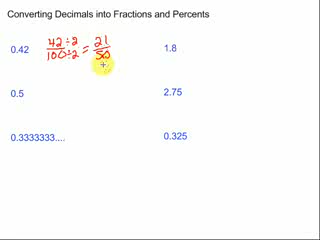 Converting Decimals into Fractions and Percents
0.42 42÷2/100÷2 = 21/50
1.8
0.5
2.75
0.3333333....
0.325